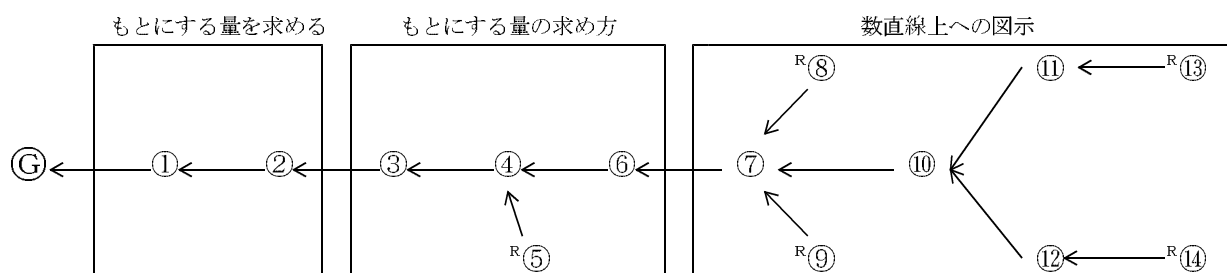 もとにする量を求める もとにする量の求め方 数直線上への図示
R⑧ ⑪ R⑬
Ⓖ ① ② ③ ④ ⑥ ⑦ ⑩
R⑤ R⑨ ⑫ R⑭